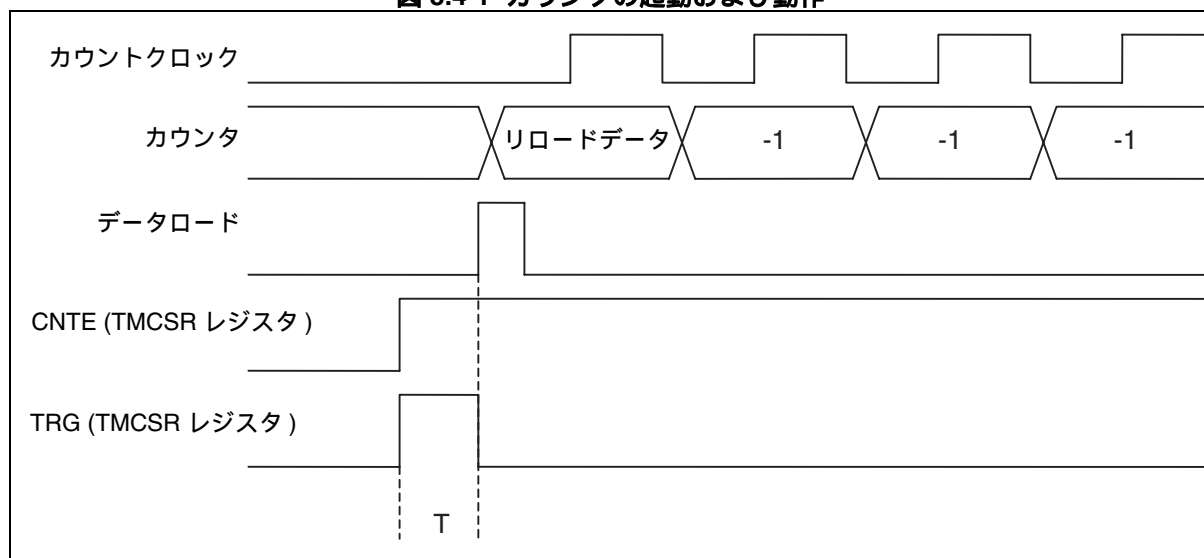 カウントクロック
カウンタ
リロードデータ
-1
-1
-1
データロード
CNTE (TMCSR レジスタ )
TRG (TMCSR レジスタ )
T